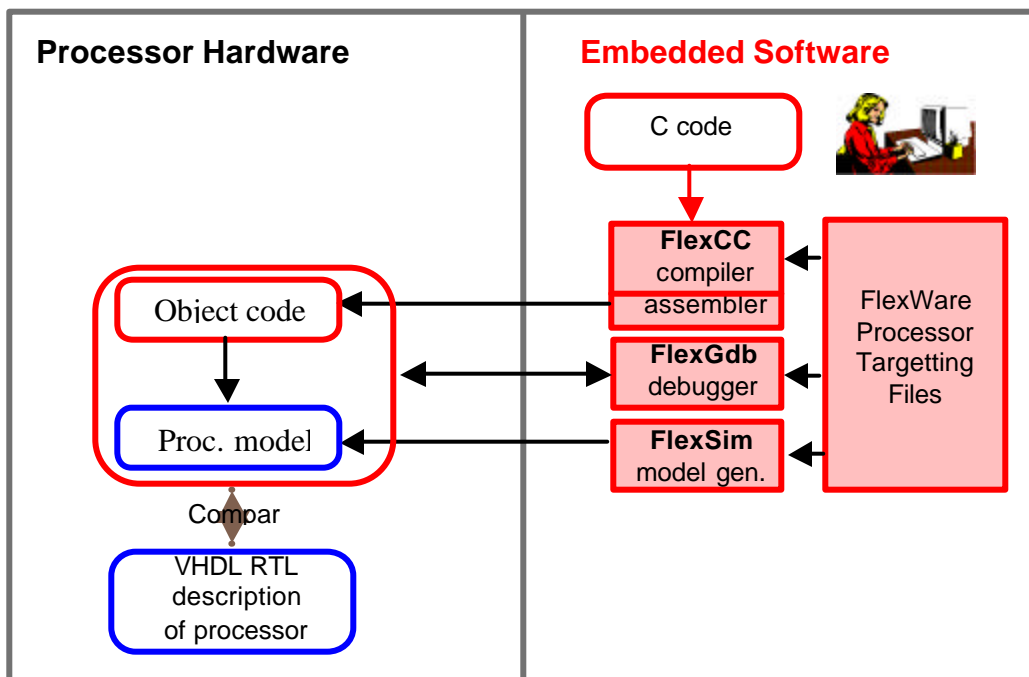 Processor Hardware
Embedded Software
C code
FlexCC
compiler
assembler
FlexWare
Processor
Targetting
Files
Object code
FlexGdb
debugger
Proc. model
FlexSim
model gen.
Compar
VHDL RTL
description
of processor